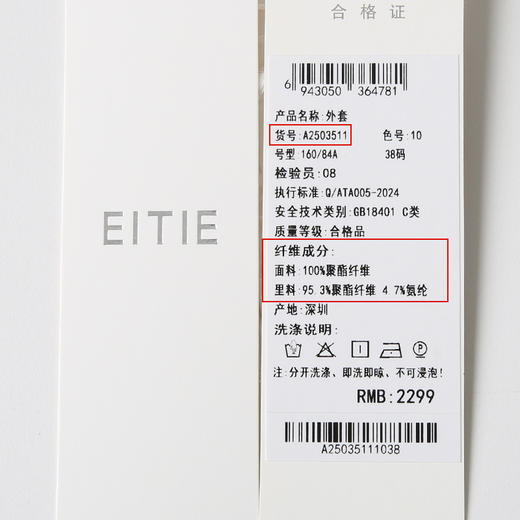 合格证
6 943050 364781
产品名称:外套
货号:A2503511 色号:10
号型:160/84A 38码
检验员:08
执行标准:Q/ATA005-2024
安全技术类别:GB18401 C类
质量等级:合格品
纤维成分:
面料:100%聚酯纤维
里料:95.3%聚酯纤维 4.7%氨纶
产地:深圳
洗涤说明:
P
注:分开洗涤、即洗即晾、不可浸泡!
RMB:2299
A25035111038
EITIE